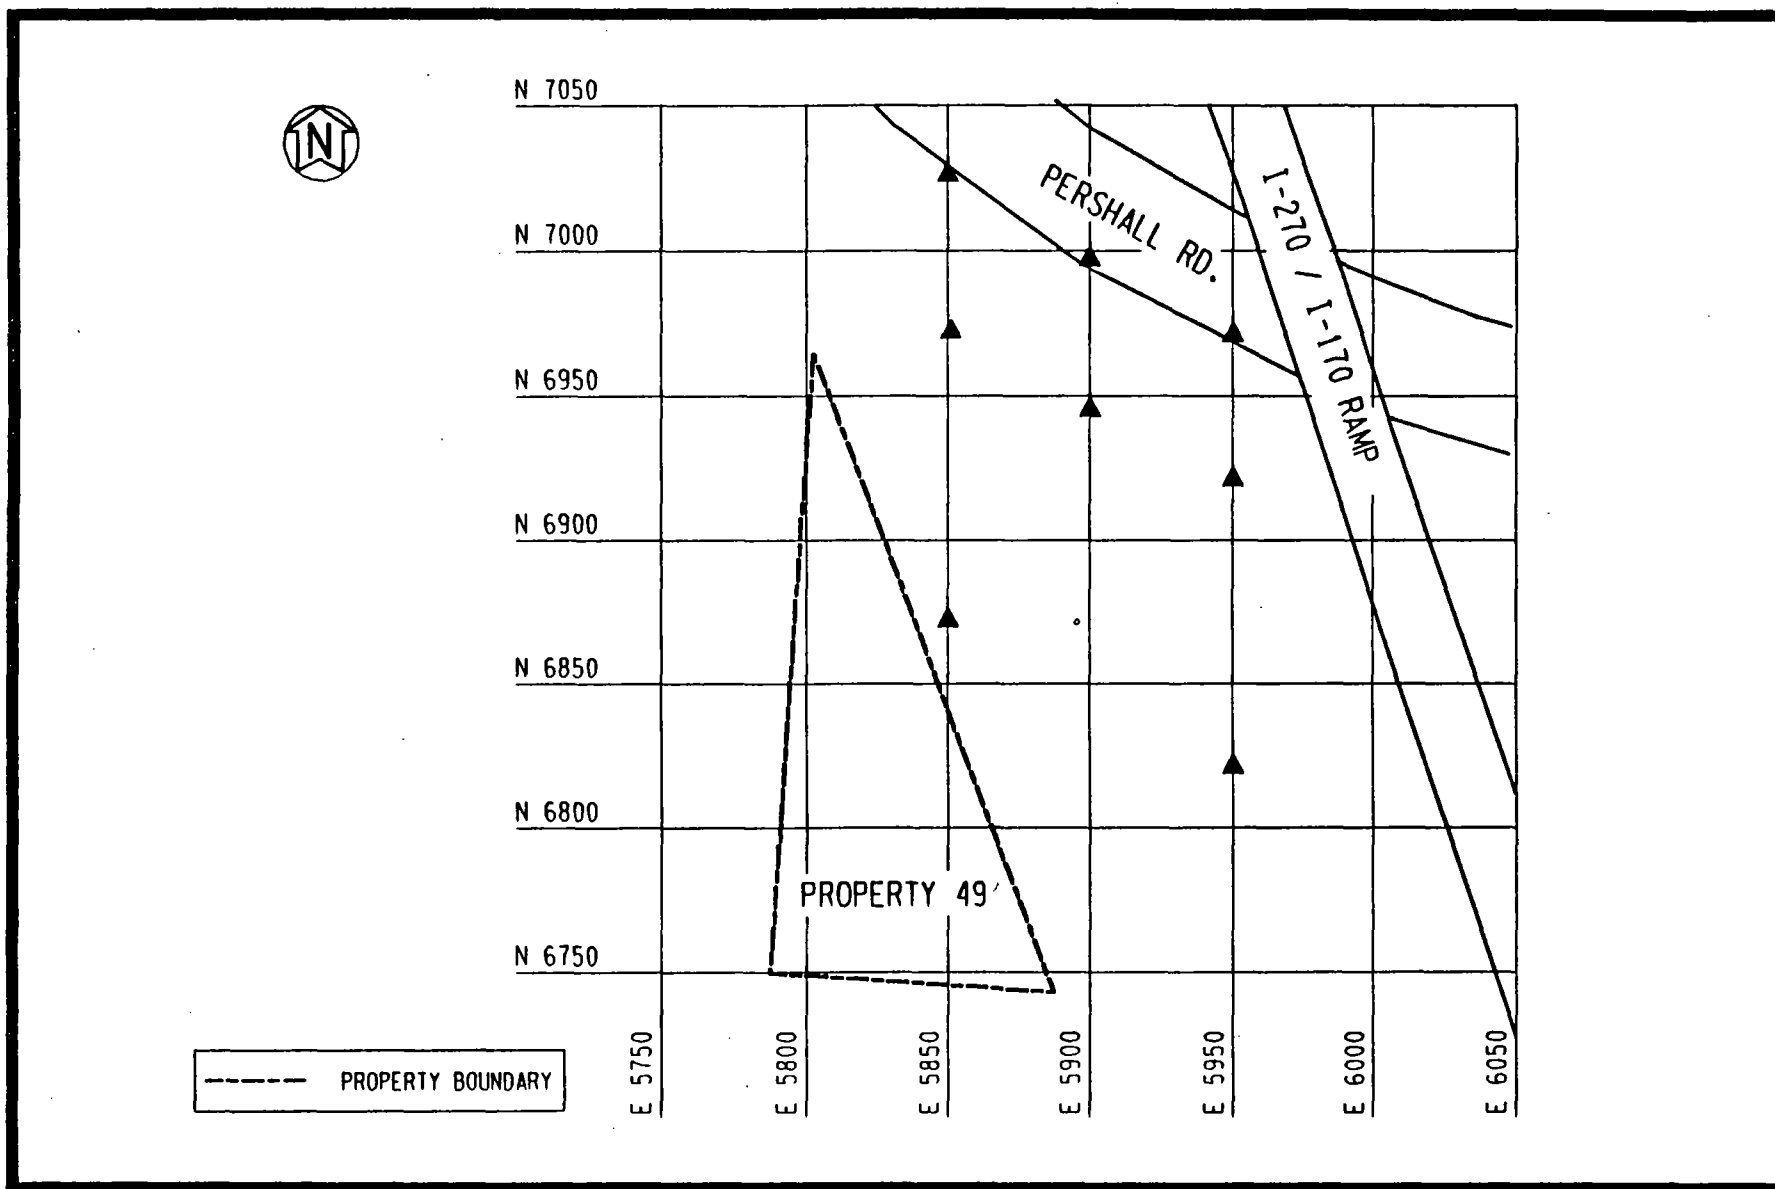 N
N 7050
N 7000
N 6950
N 6900
N 6850
N 6800
N 6750
PERSHALL RD.
I-270 / I-170 RAMP
PROPERTY 49
PROPERTY BOUNDARY
E 5750
E 5800
E 5850
E 5900
E 5950
E 6000
E 6050